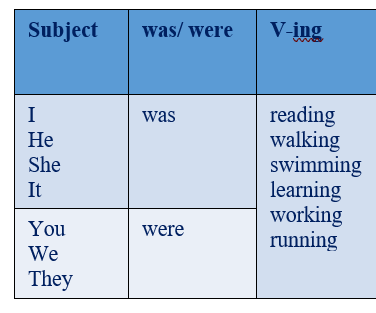 Subject was/ were V-ing
I was reading
He walking
She swimming
It learning
You were working
We running
They